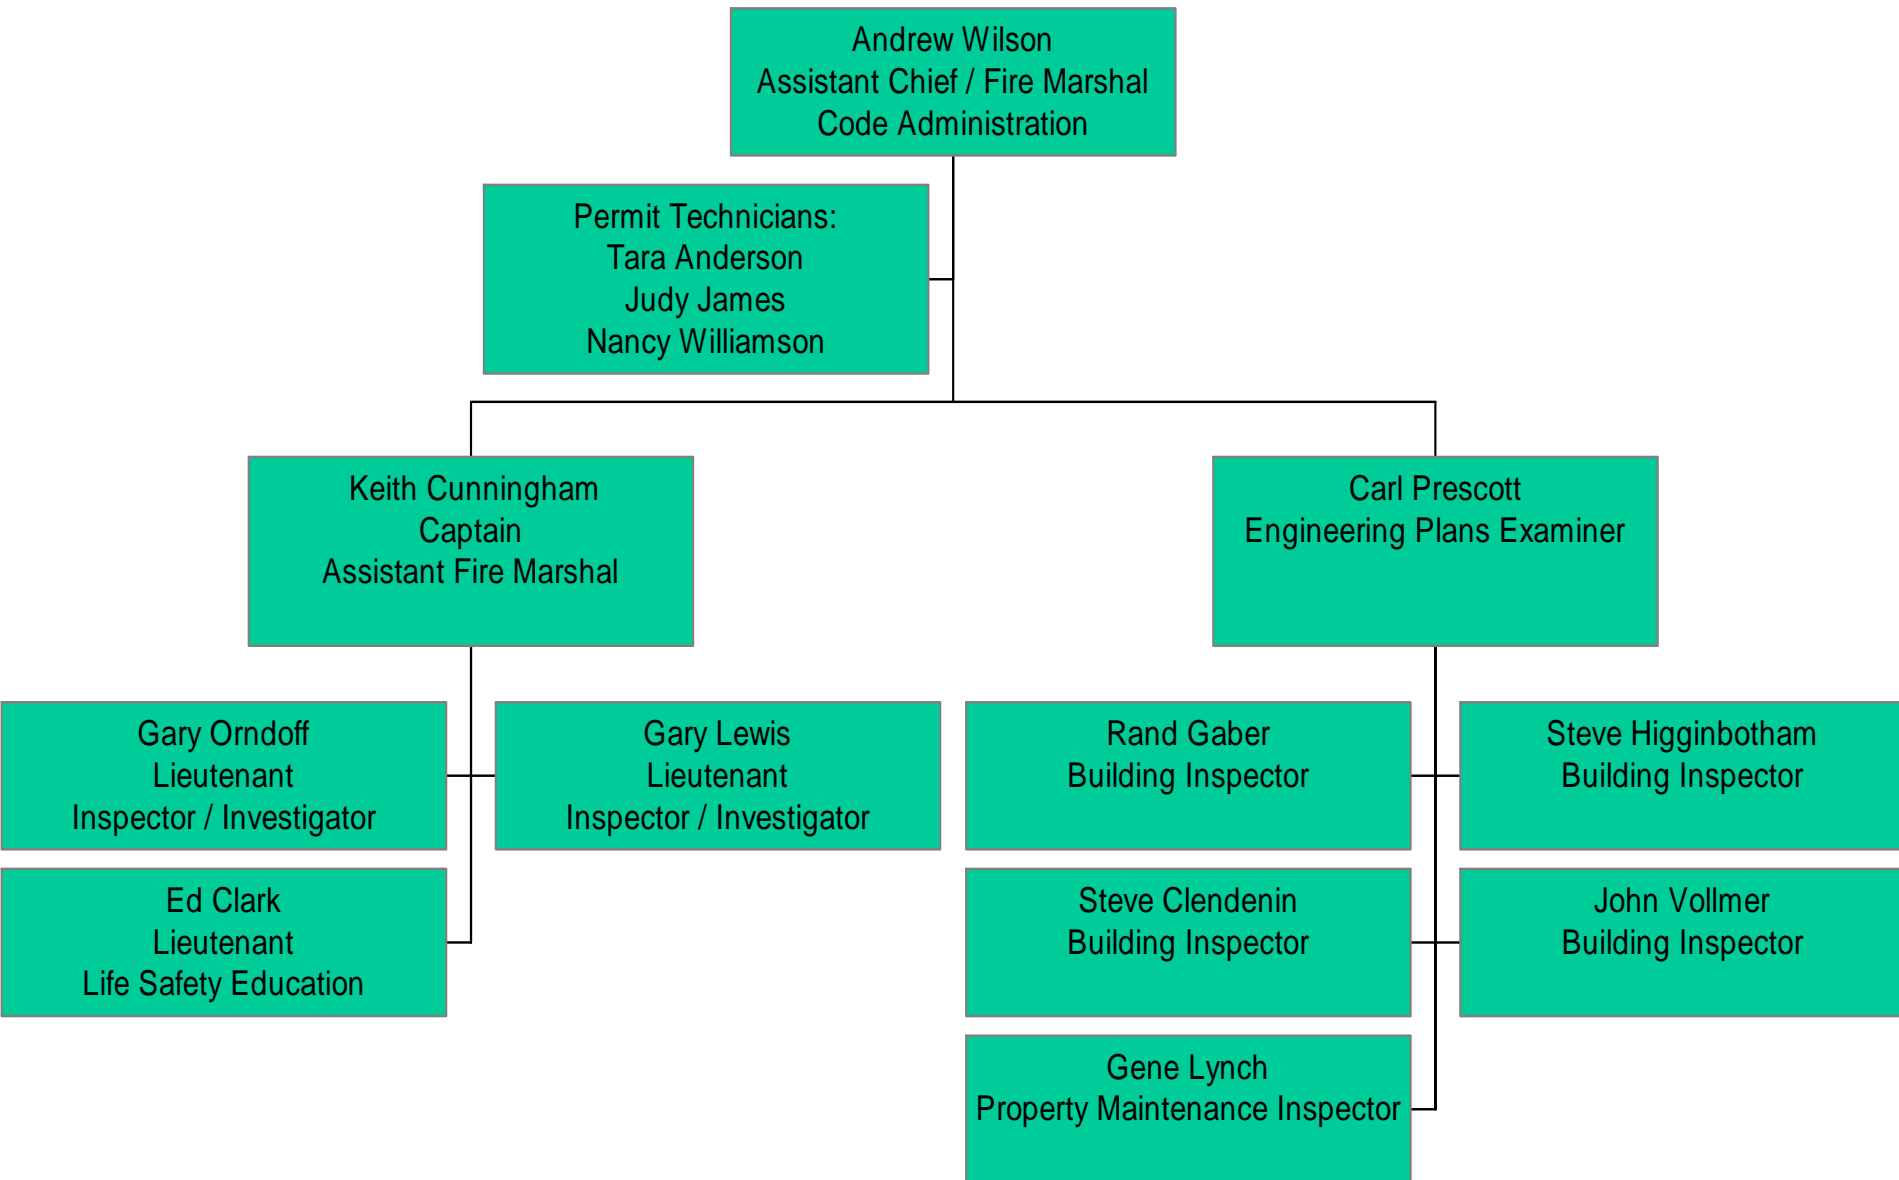 Andrew Wilson
Assistant Chief / Fire Marshal
Code Administration
Permit Technicians:
Tara Anderson
Judy James
Nancy Williamson
Keith Cunningham
Captain
Assistant Fire Marshal
Carl Prescott
Engineering Plans Examiner
Gary Orndoff
Lieutenant
Inspector / Investigator
Gary Lewis
Lieutenant
Inspector / Investigator
Rand Gaber
Building Inspector
Steve Higginbotham
Building Inspector
Ed Clark
Lieutenant
Life Safety Education
Steve Clendenin
Building Inspector
John Vollmer
Building Inspector
Gene Lynch
Property Maintenance Inspector